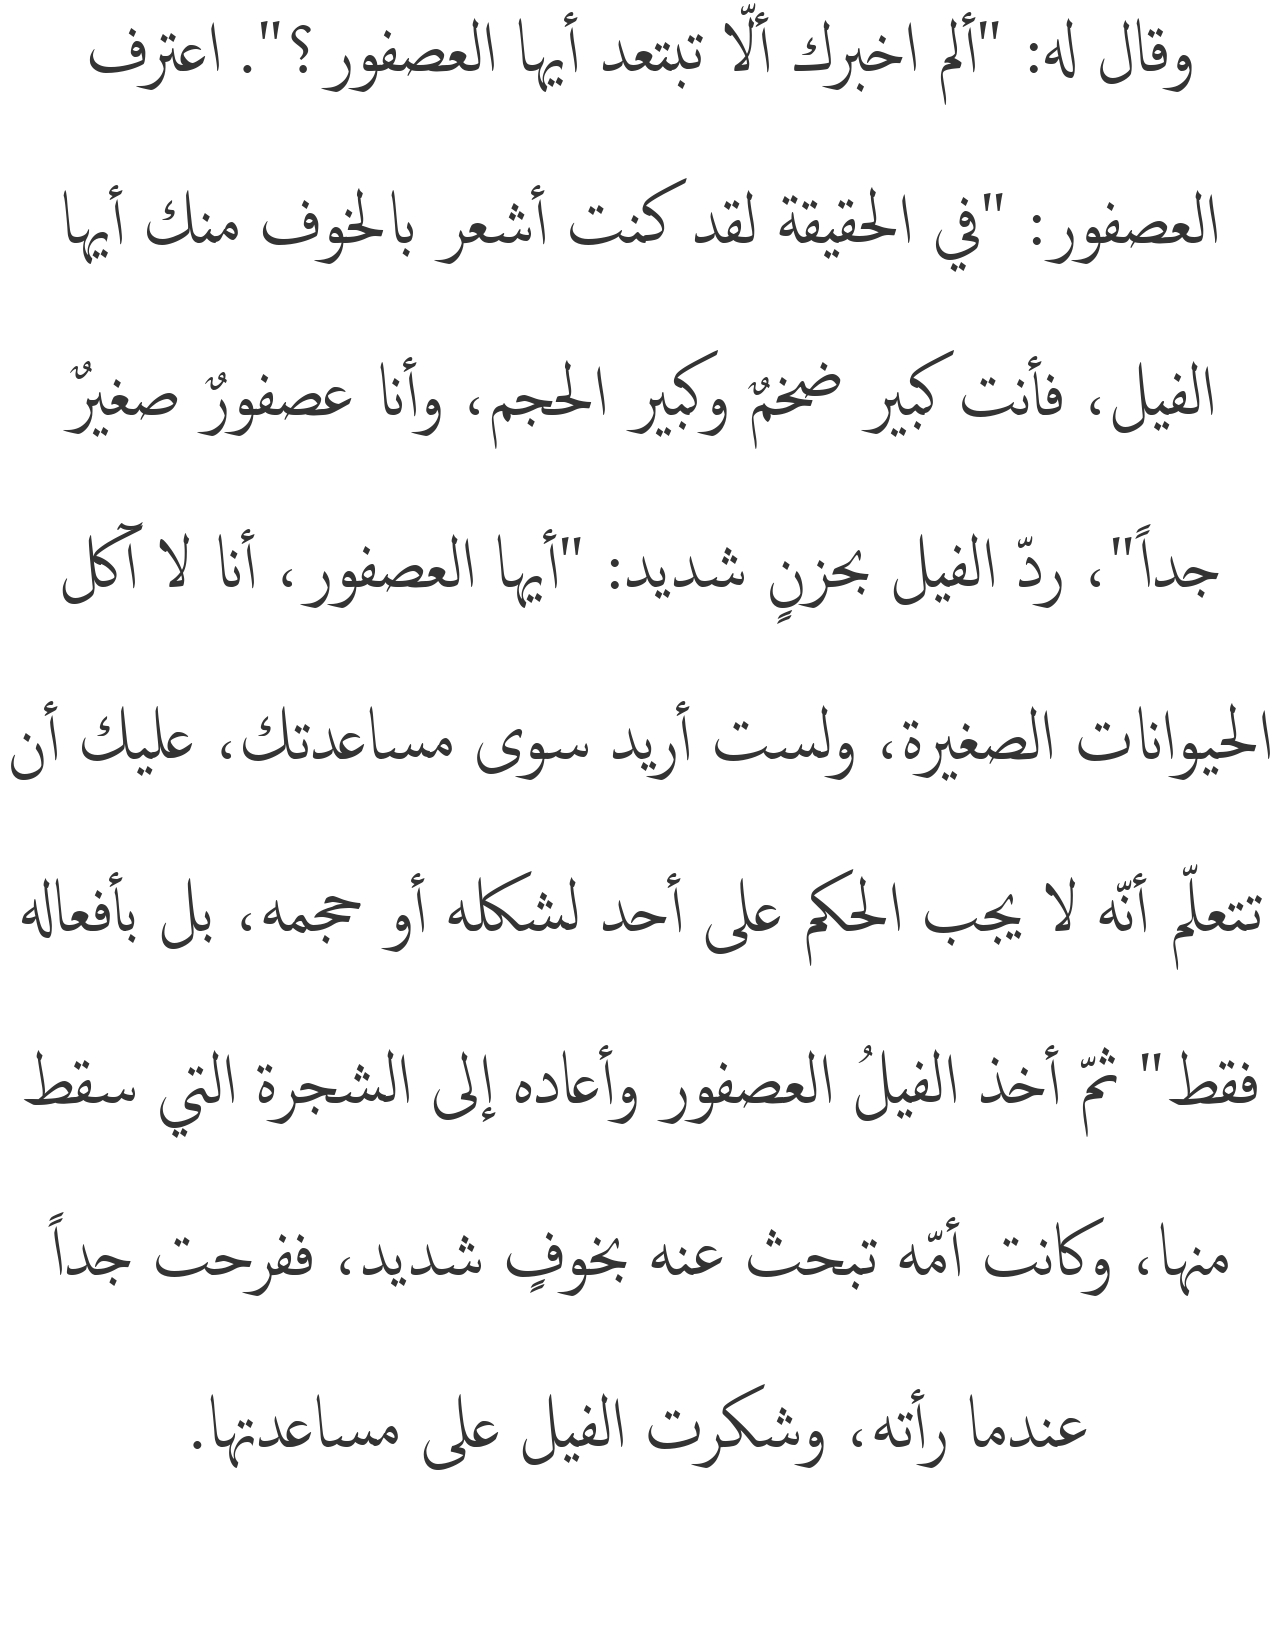 وقال له: "ألم اخبرك ألّا تبتعد أيها العصفور؟". اعترف
العصفور: "في الحقيقة لقد كنت أشعر بالخوف منك أيها
الفيل، فأنت كبير ضخمٌ وكبير الحجم، وأنا عصفورٌ صغيرٌ
جداً"، ردّ الفيل بحزنٍ شديد: "أيها العصفور، أنا لا آكل
الحيوانات الصغيرة، ولست أريد سوى مساعدتك، عليك أن
تتعلّم أنّه لا يجب الحكم على أحد لشكله أو حجمه، بل بأفعاله
فقط" ثمّ أخذ الفيلُ العصفور وأعاده إلى الشجرة التي سقط
منها، وكانت أمّه تبحث عنه بخوفٍ شديد، ففرحت جداً
عندما رأته، وشكرت الفيل على مساعدتها.